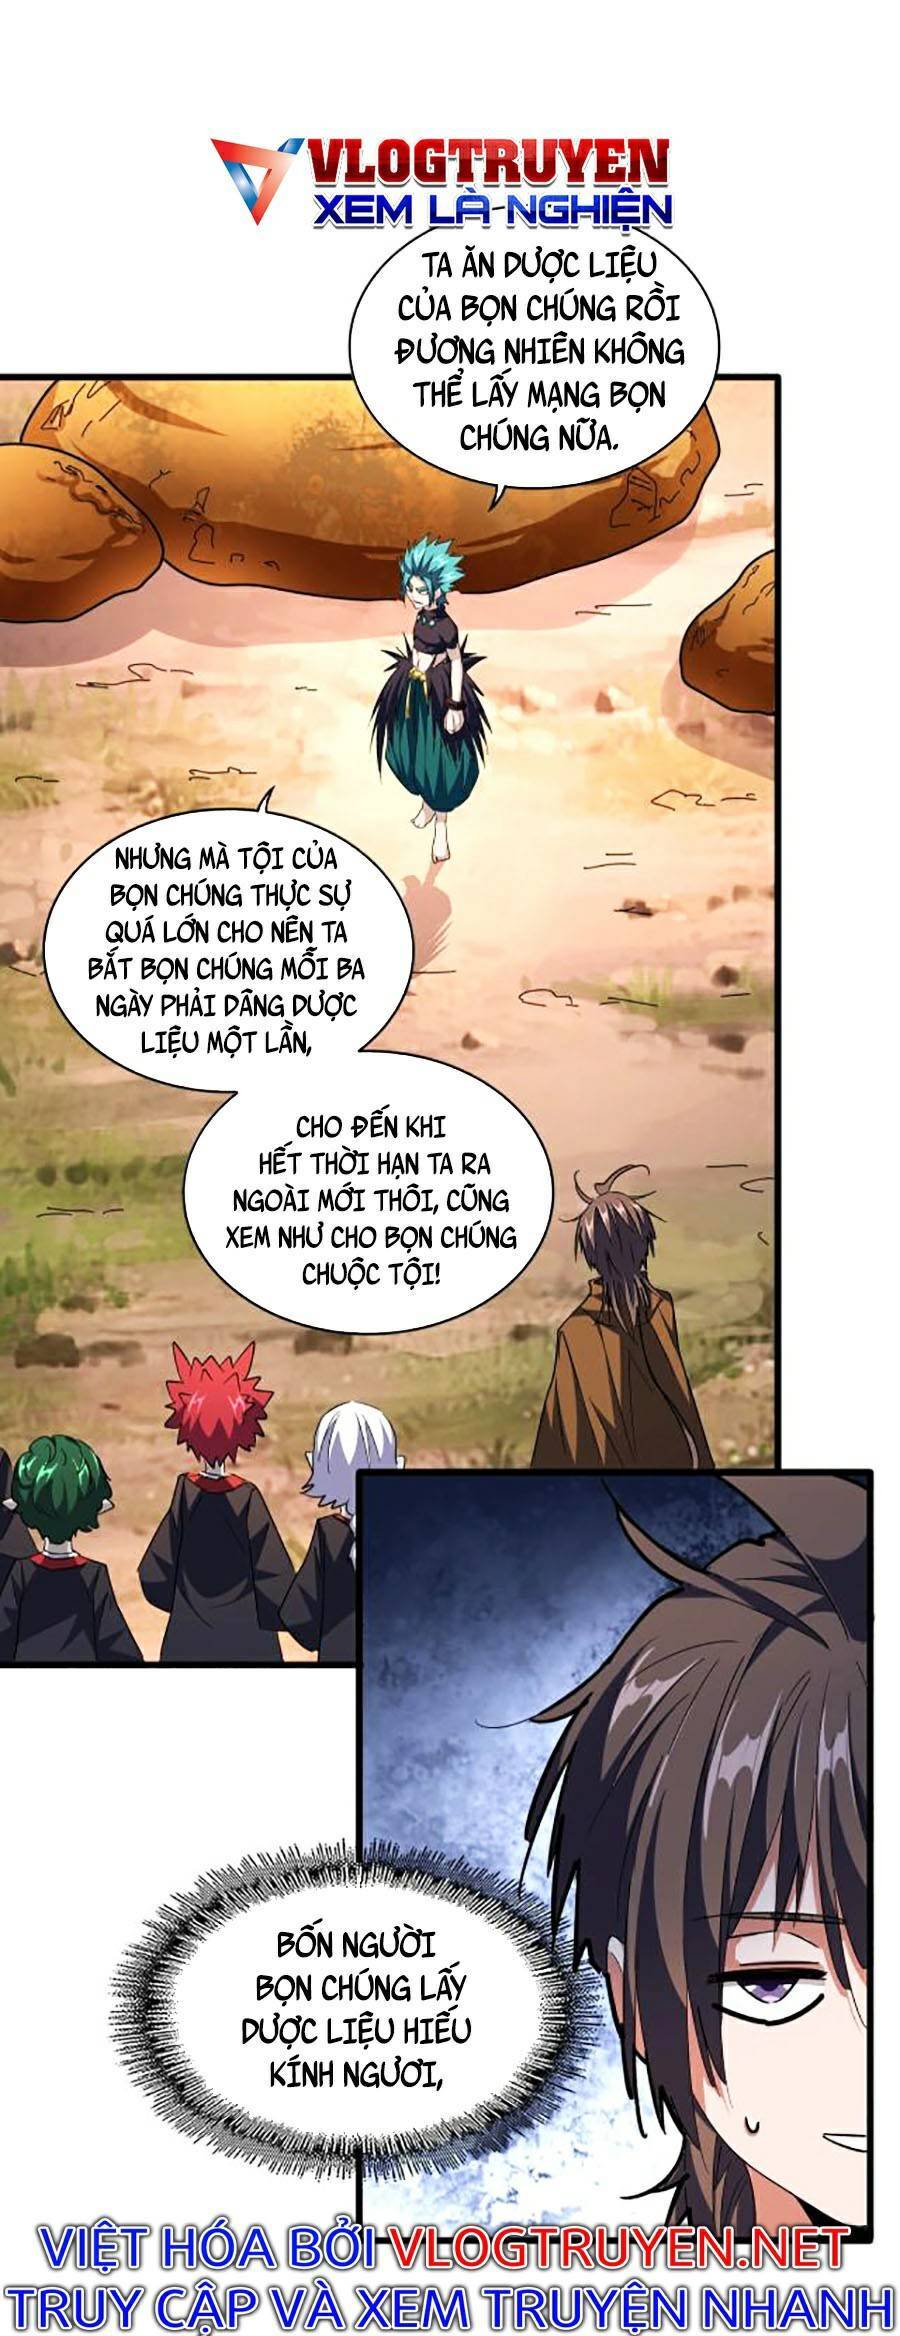 VLOGTRUYEN
XEM LÀ NGHIỆN
TA ĂN DƯỢC LIỆU
CỦA BỌN CHÚNG RỒI
ĐƯƠNG NHIÊN KHÔNG
THỂ LẤY MẠNG BỌN
CHÚNG NỮA.
NHƯNG MÀ TỘI CỦA
BỌN CHÚNG THỰC SỰ
QUÁ LỚN CHO NÊN TA
BẮT BỌN CHÚNG MỖI BA
NGÀY PHẢI DÂNG DƯỢC
LIỆU MỘT LẦN,
CHO ĐẾN KHI
HẾT THỜI HẠN TA RA
NGOÀI MỚI THÔI, CŨNG
XEM NHƯ CHO BỌN CHÚNG
CHUỘC TỘI!
BỐN NGƯỜI
BỌN CHÚNG LẤY
DƯỢC LIỆU HIẾU
KÍNH NGƯƠI,
VIỆT HÓA BỞI VLOGTRUYEN.NET
TRUY CẬP VÀ XEM TRUYỆN NHANH